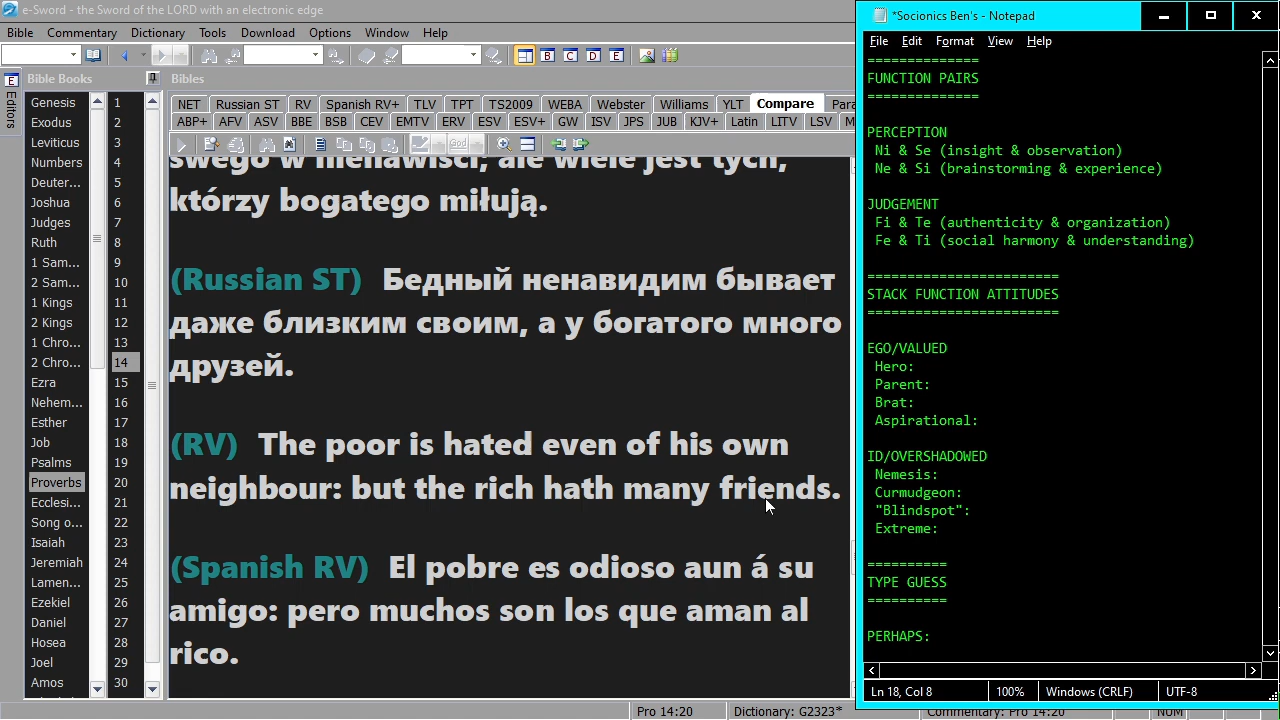 e-Sword - the Sword of the LORD with an electronic edge
Bible Commentary Dictionary Tools Download Options Window Help
B C D E
E
Editors
Bible Books
Genesis
Exodus
Leviticus
Numbers
Deuter...
Joshua
Judges
Ruth
1 Sam...
2 Sam...
1 Kings
2 Kings
1 Chro...
2 Chro...
Ezra
Nehem...
Esther
Job
Psalms
Proverbs
Ecclesi...
Song o...
Isaiah
Jeremiah
Lamen...
Ezekiel
Daniel
Hosea
Joel
Amos
1
2
3
4
5
6
7
8
9
10
11
12
13
14
15
16
17
18
19
20
21
22
23
24
25
26
27
28
29
30
Bibles
NET Russian ST RV Spanish RV+ TLV TPT TS2009 WEBA Webster Williams YLT Compare Para
ABP+ AFV ASV BBE BSB CEV EMTV ERV ESV ESV+ GW ISV JPS JUB KJV+ Latin LITV LSV M
God
swego w nienawiści, ale wiele jest tych,
którzy bogatego miłują.
(Russian ST) Бедный ненавидим бывает
даже близким своим, а у богатого много
друзей.
(RV) The poor is hated even of his own
neighbour: but the rich hath many friends.
(Spanish RV) El pobre es odioso aun á su
amigo: pero muchos son los que aman al
rico.
Pro 14:20 Dictionary: G2323* Commentary: Pro 14:20 NUM
*Socionics Ben's - Notepad
File Edit Format View Help
==============
FUNCTION PAIRS
==============
PERCEPTION
Ni & Se (insight & observation)
Ne & Si (brainstorming & experience)
JUDGEMENT
Fi & Te (authenticity & organization)
Fe & Ti (social harmony & understanding)
========================
STACK FUNCTION ATTITUDES
========================
EGO/VALUED
Hero:
Parent:
Brat:
Aspirational:
ID/OVERSHADOWED
Nemesis:
Curmudgeon:
"Blindspot":
Extreme:
==========
TYPE GUESS
==========
PERHAPS:
Ln 18, Col 8 100% Windows (CRLF) UTF-8